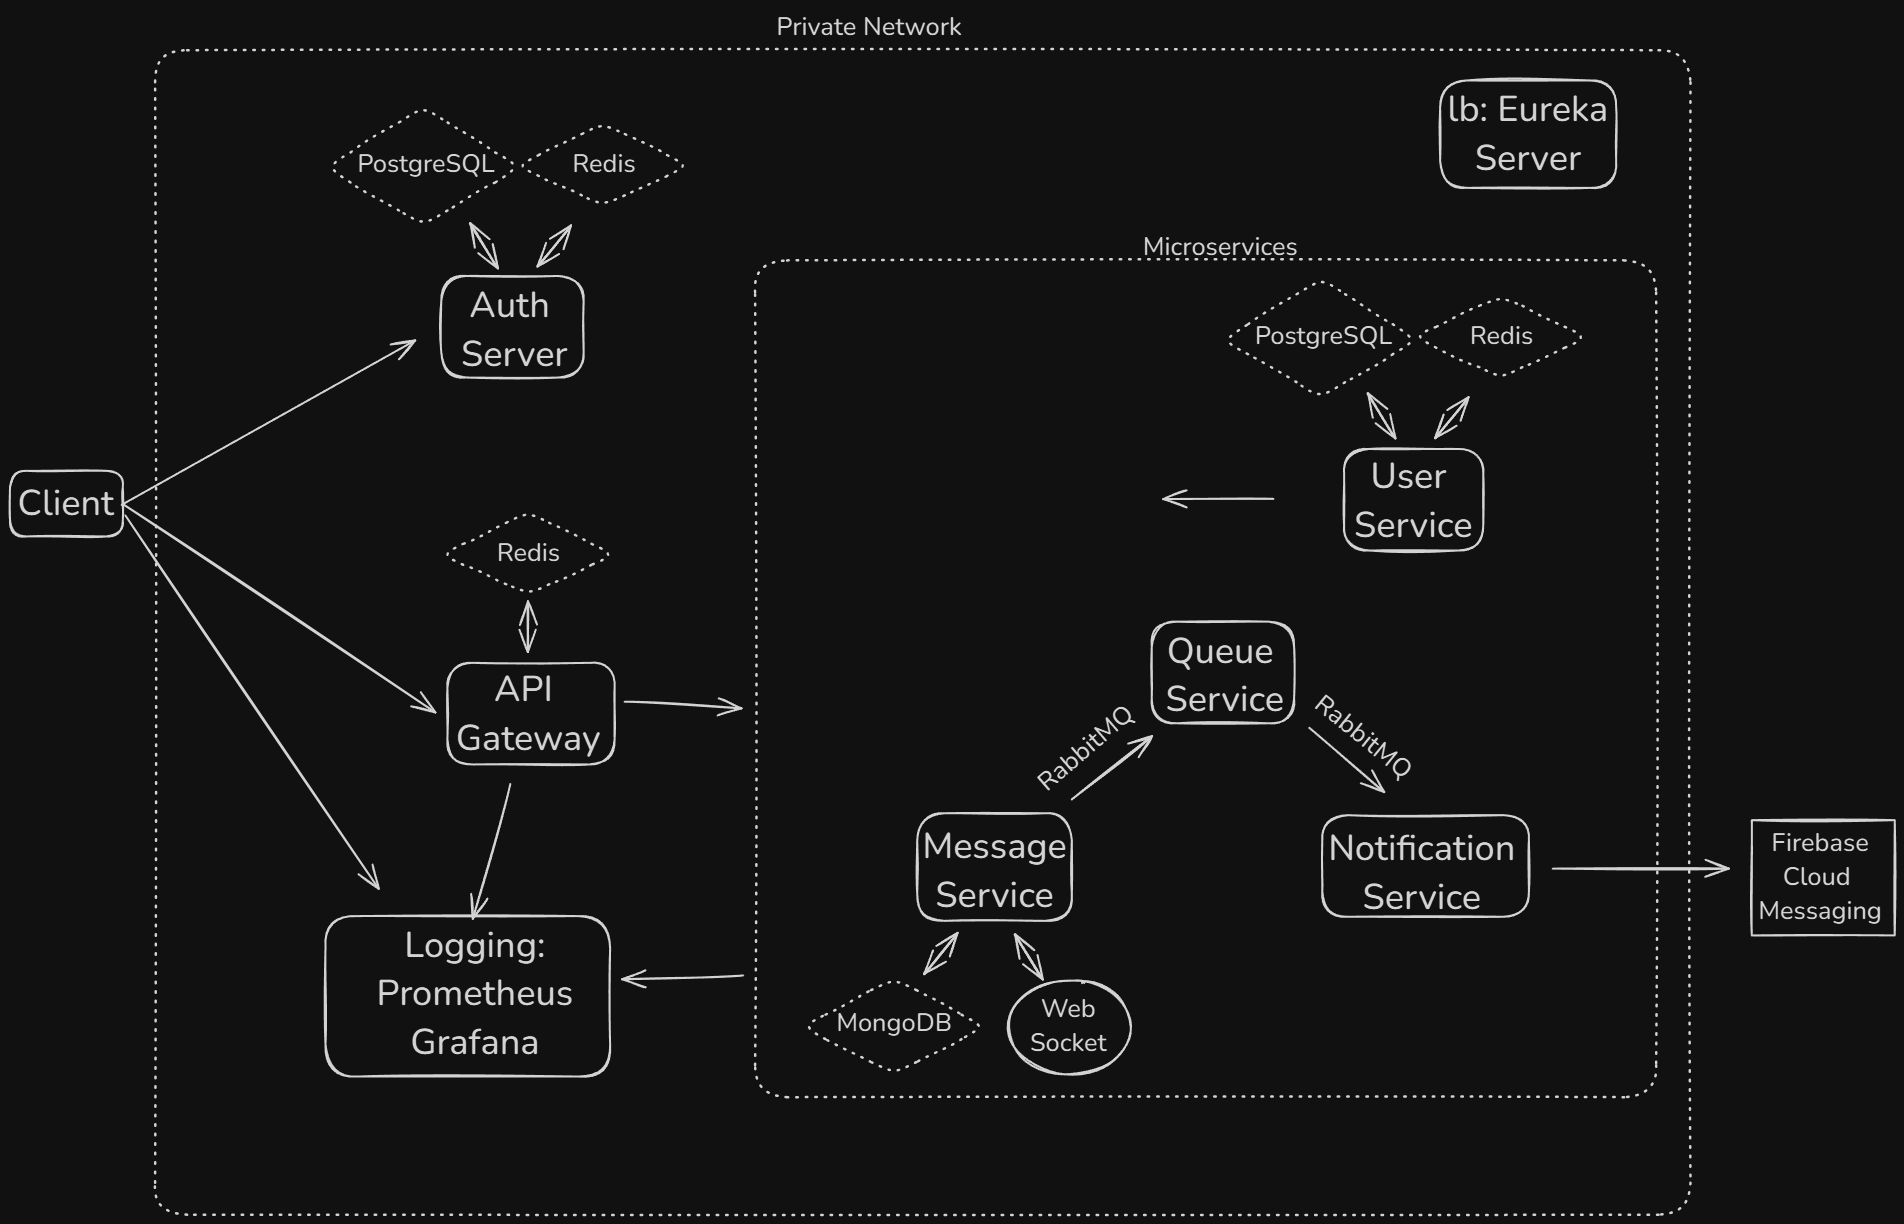 Private Network
lb: Eureka
Server
PostgreSQL
Redis
Auth
Server
Microservices
PostgreSQL
Redis
User
Service
Client
Redis
API
Gateway
Queue
Service
RabbitMQ
RabbitMQ
Message
Service
Notification
Service
Firebase
Cloud
Messaging
Logging:
Prometheus
Grafana
MongoDB
Web
Socket